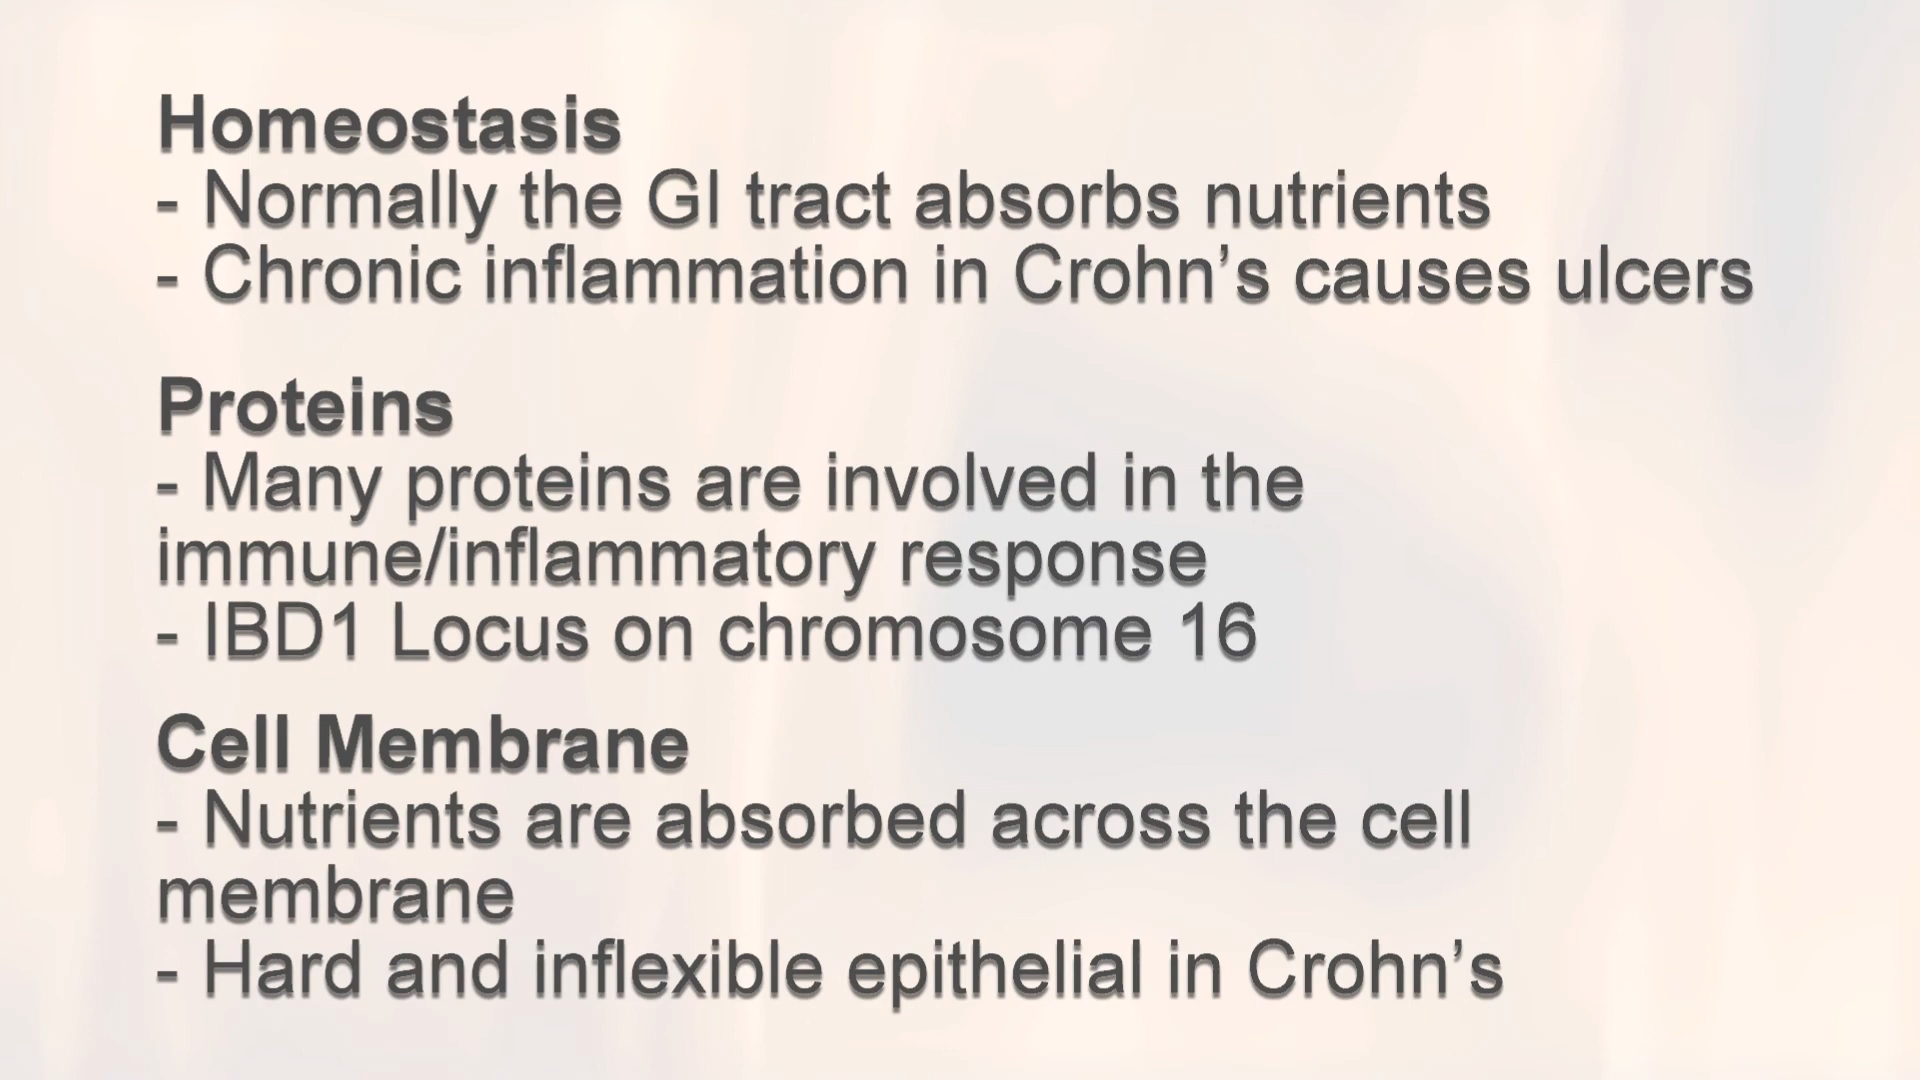 Homeostasis
- Normally the GI tract absorbs nutrients
- Chronic inflammation in Crohn’s causes ulcers
Proteins
- Many proteins are involved in the
immune/inflammatory response
- IBD1 Locus on chromosome 16
Cell Membrane
- Nutrients are absorbed across the cell
membrane
- Hard and inflexible epithelial in Crohn’s